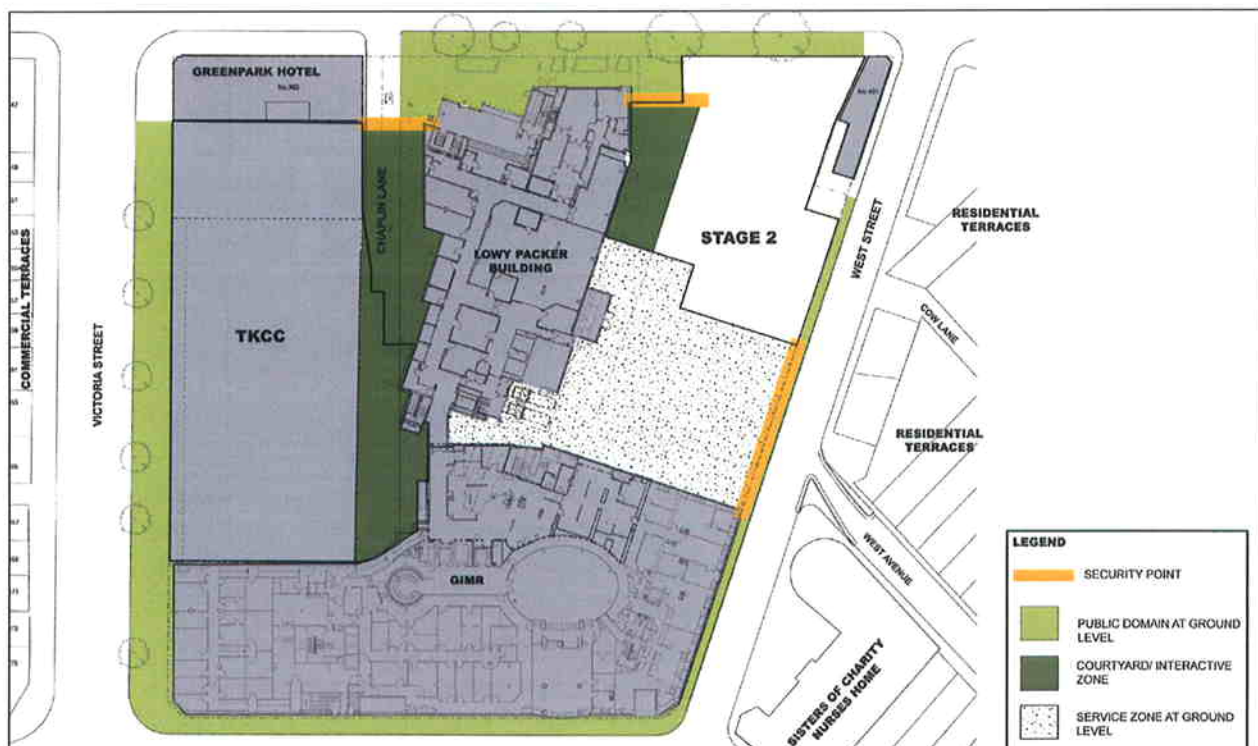 GREENPARK HOTEL
CHAPLIN LANE
LOWY PACKER
BUILDING
STAGE 2
WEST STREET
RESIDENTIAL
TERRACES
COW LANE
COMMERCIAL TERRACES
VICTORIA STREET
TKCC
RESIDENTIAL
TERRACES
WEST AVENUE
GIMR
SISTERS OF CHARITY
NURSES HOME
LEGEND
SECURITY POINT
PUBLIC DOMAIN AT GROUND
LEVEL
COURTYARD/ INTERACTIVE
ZONE
SERVICE ZONE AT GROUND
LEVEL